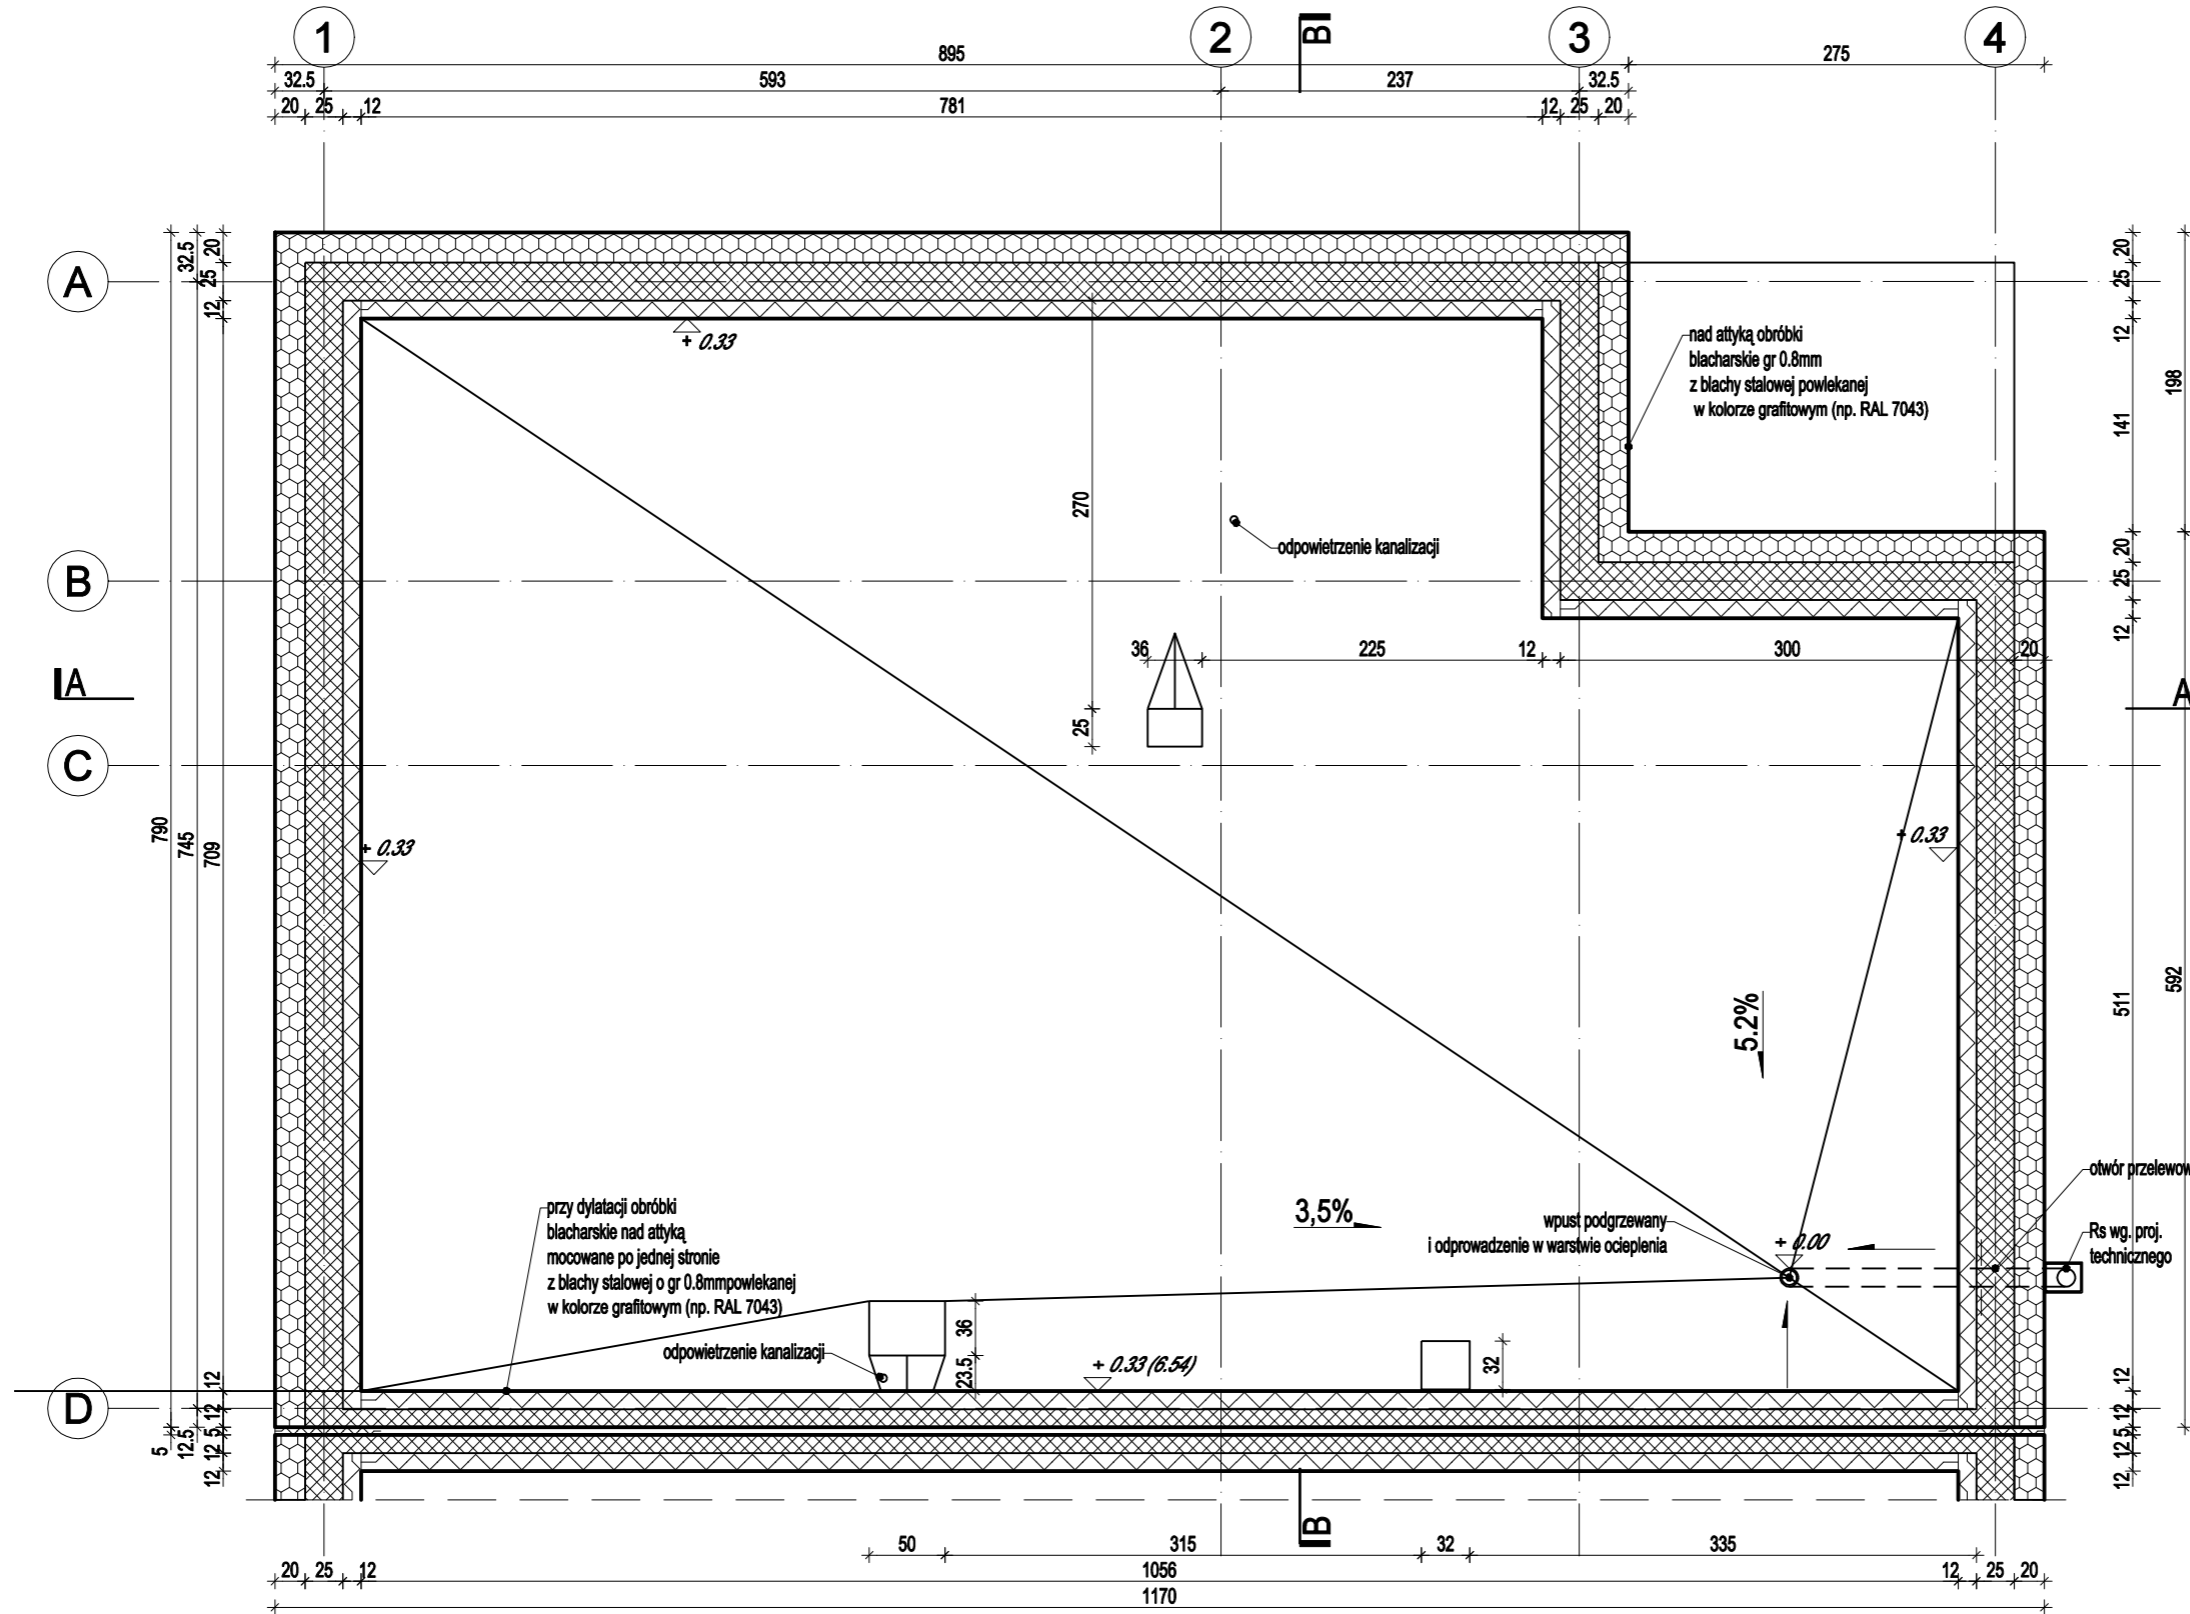 1
2
B
3
4
895
275
32.5
593
237
32.5
20
25
12
781
12
25
20
A
32.5
20
25
12
+ 0.33
nad attyką obróbki
blacharskie gr 0.8mm
z blachy stalowej powlekanej
w kolorze grafitowym (np. RAL 7043)
20
25
12
198
141
270
odpowietrzenie kanalizacji
B
20
25
12
36
225
12
300
20
A
A
25
C
790
745
709
+ 0.33
+ 0.33
511
592
5.2%
przy dylatacji obróbki
blacharskie nad attyką
mocowane po jednej stronie
z blachy stalowej o gr 0.8mmpowlekanej
w kolorze grafitowym (np. RAL 7043)
3,5%
wpust podgrzewany
i odprowadzenie w warstwie ocieplenia
+ 0.00
otwór przelewow
Rs wg. proj.
technicznego
odpowietrzenie kanalizacji
36
23.5
+ 0.33 (6.54)
32
D
12
12
5
12
12
5
12.5
12
12
5
12
12
B
50
315
32
335
20
25
12
1056
12
25
20
1170